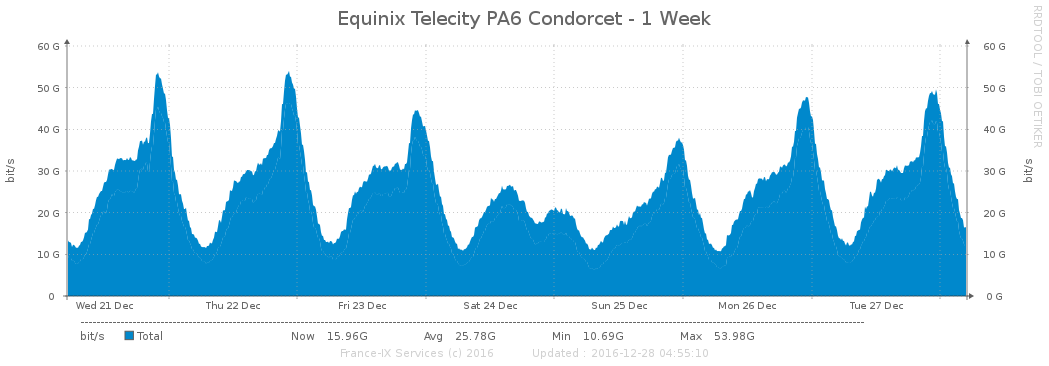 Equinix Telecity PA6 Condorcet - 1 Week
RRDTOOL / TOBI OETIKER
bit/s
bit/s
60 G 60 G
50 G 50 G
40 G 40 G
30 G 30 G
20 G 20 G
10 G 10 G
0 0 G
Wed 21 Dec Thu 22 Dec Fri 23 Dec Sat 24 Dec Sun 25 Dec Mon 26 Dec Tue 27 Dec
bit/s Total Now 15.96G Avg 25.78G Min 10.69G Max 53.98G
France-IX Services (c) 2016 Updated : 2016-12-28 04:55:10